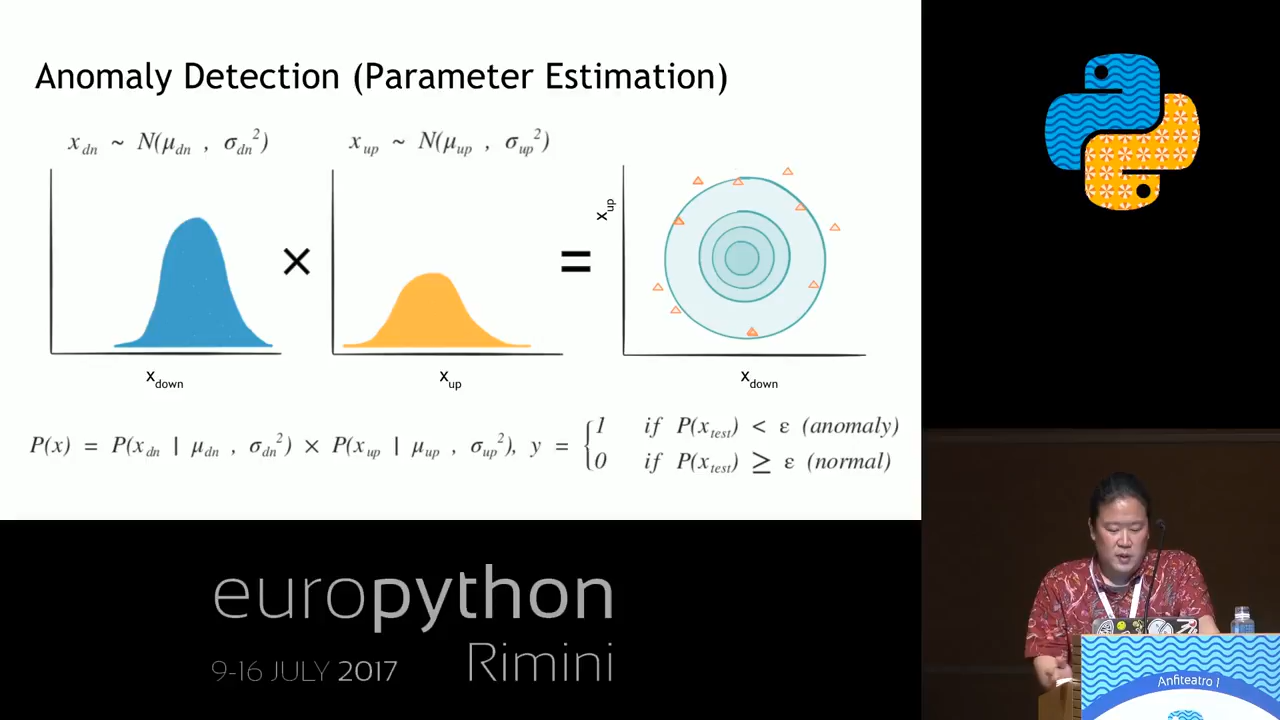 Anomaly Detection (Parameter Estimation)
x_dn ~ N(μ_dn , σ_dn²)
x_up ~ N(μ_up , σ_up²)
×
=
x_up
x_down
x_up
x_down
P(x) = P(x_dn | μ_dn , σ_dn²) × P(x_up | μ_up , σ_up²), y = { 1 if P(x_test) < ε (anomaly)
0 if P(x_test) ≥ ε (normal)
europython
9-16 JULY 2017 Rimini
Anfiteatro 1